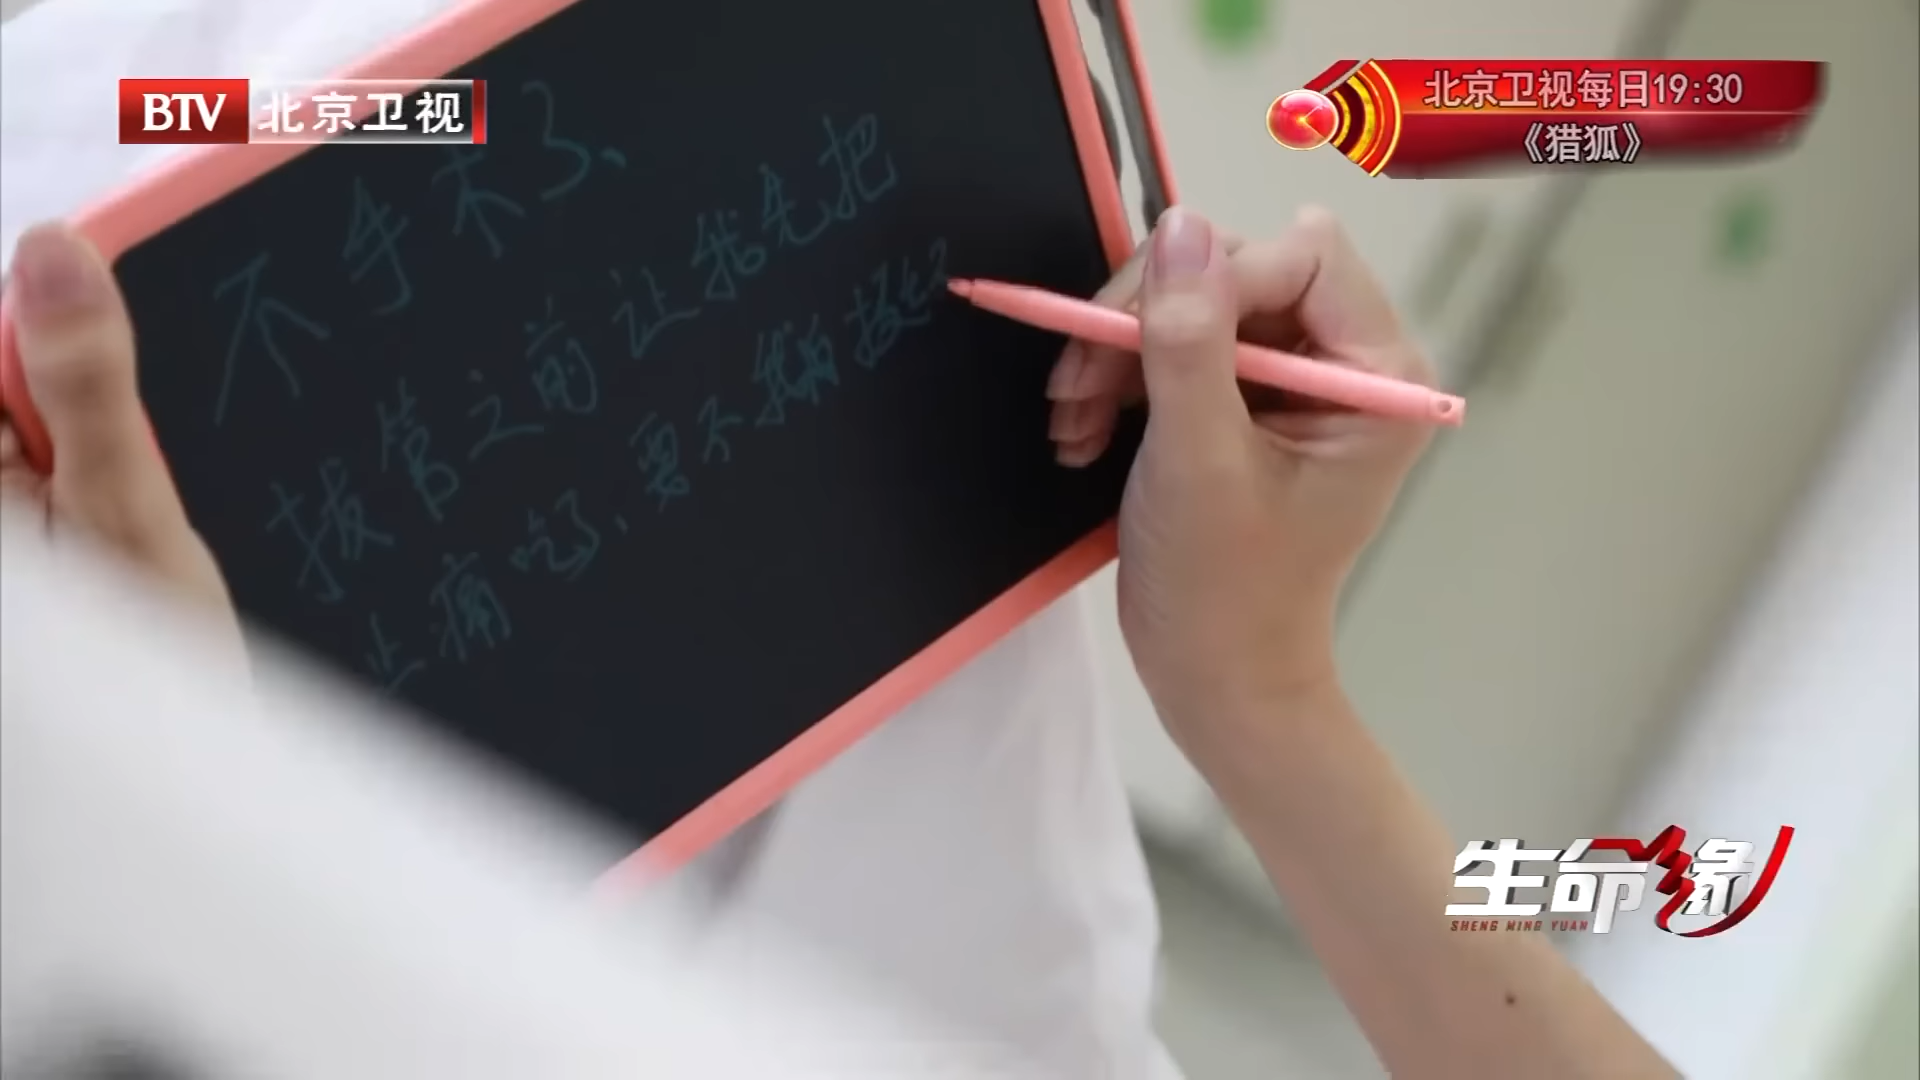 BTV 北京卫视
北京卫视每日19:30
《猎狐》
不手术了、
拔管之前让我先把
止痛吃了、要不我怕挺
生命缘
SHENG MING YUAN